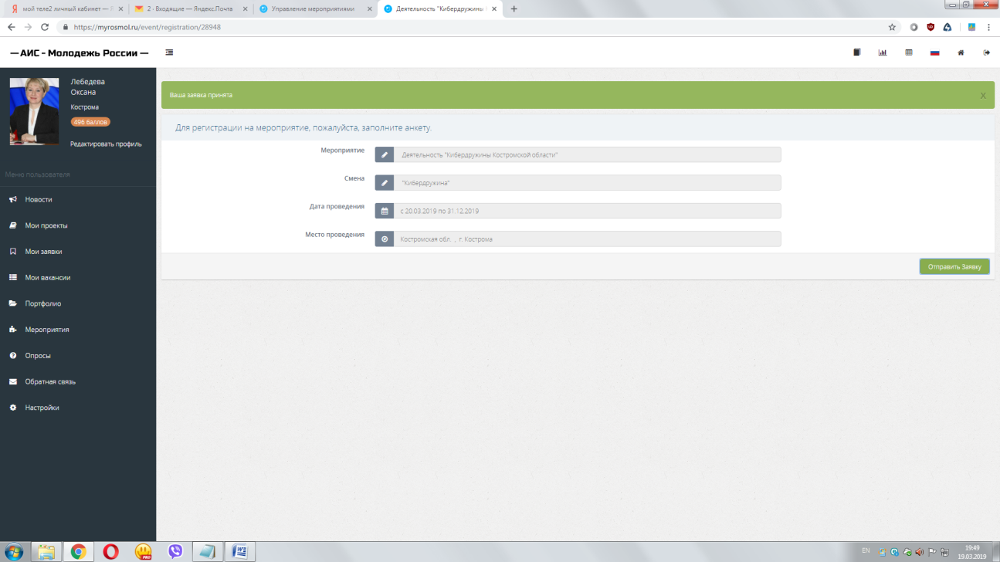 мой теле2 личный кабинет — Я
2 · Входящие — Яндекс.Почта
Управление мероприятиями
Деятельность "Кибердружины
https://myrosmol.ru/event/registration/28948
— АИС - Молодежь России —
Лебедева
Оксана
Кострома
496 баллов
Редактировать профиль
Меню пользователя
Новости
Мои проекты
Мои заявки
Мои вакансии
Портфолио
Мероприятия
Опросы
Обратная связь
Настройки
Ваша заявка принята
x
Для регистрации на мероприятие, пожалуйста, заполните анкету.
Мероприятие
Деятельность "Кибердружины Костромской области"
Смена
"Кибердружина"
Дата проведения
с 20.03.2019 по 31.12.2019
Место проведения
Костромская обл. , г. Кострома
Отправить Заявку
PRO
EN
19:49
19.03.2019